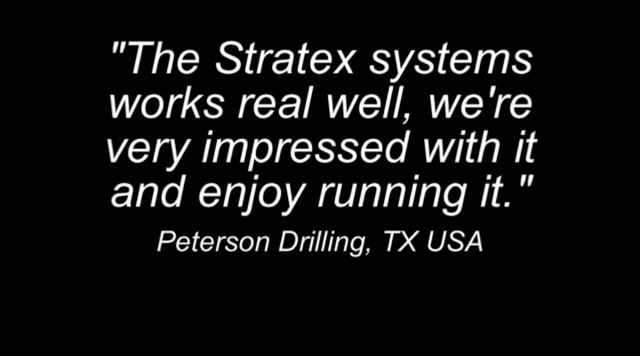 "The Stratex systems
works real well, we're
very impressed with it
and enjoy running it."
Peterson Drilling, TX USA